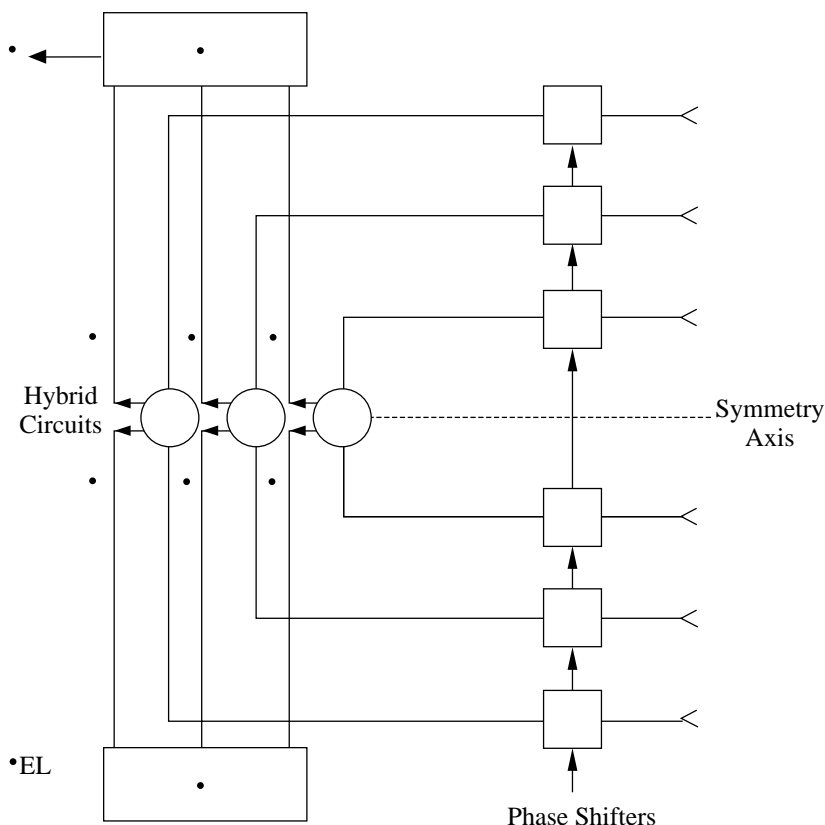 Hybrid
Circuits
Symmetry
Axis
•EL
Phase Shifters